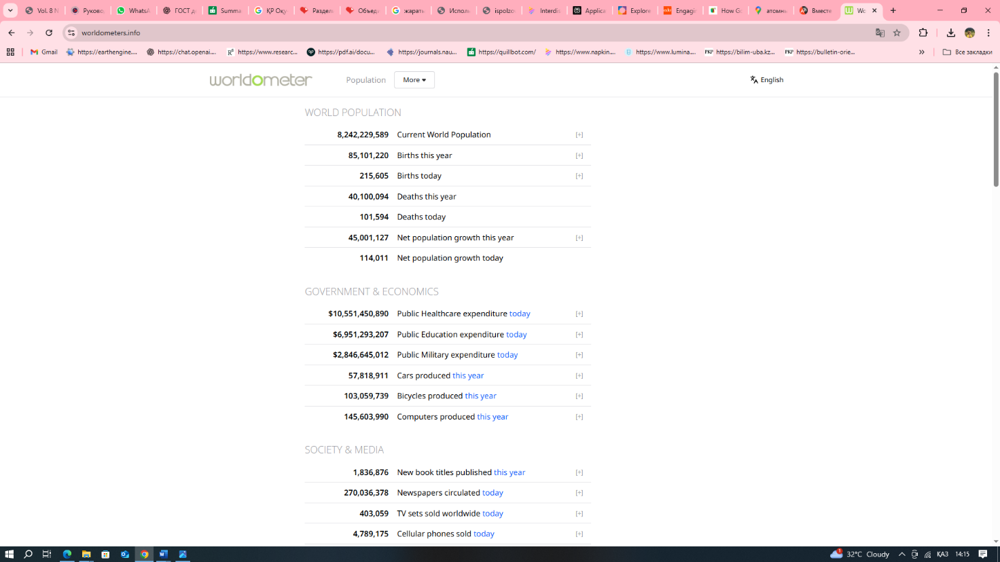 Vol. 8 N
Руково
WhatsA
ГОСТ д
Summa
ҚР Оқу
Раздел
Объед
жарать
Исполь
ispolzo
Interdis
Applica
Explore
Engagi
How G
атомны
Вместе
Wo
worldometers.info
Gmail
https://earthengine....
https://chat.openai....
https://www.researc...
https://pdf.ai/docu...
https://journals.nau...
https://quillbot.com/
https://www.napkin....
https://www.lumina....
https://bilim-uba.kz...
https://bulletin-orie...
Все закладки
worldometer
Population
More
English
WORLD POPULATION
8,242,229,589 Current World Population [+]
85,101,220 Births this year [+]
215,605 Births today [+]
40,100,094 Deaths this year
101,594 Deaths today
45,001,127 Net population growth this year [+]
114,011 Net population growth today
GOVERNMENT & ECONOMICS
$10,551,450,890 Public Healthcare expenditure today [+]
$6,951,293,207 Public Education expenditure today [+]
$2,846,645,012 Public Military expenditure today [+]
57,818,911 Cars produced this year [+]
103,059,739 Bicycles produced this year [+]
145,603,990 Computers produced this year [+]
SOCIETY & MEDIA
1,836,876 New book titles published this year [+]
270,036,378 Newspapers circulated today [+]
403,059 TV sets sold worldwide today [+]
4,789,175 Cellular phones sold today [+]
32°C Cloudy
ҚАЗ
14:15